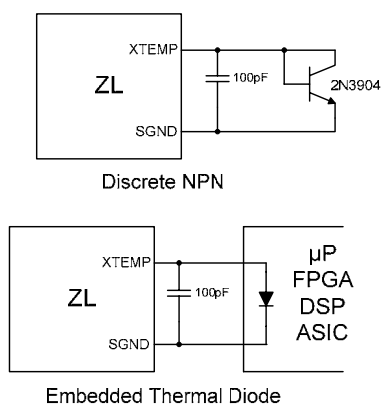 XTEMP
ZL
100pF
2N3904
SGND
Discrete NPN
XTEMP
µP
ZL
FPGA
100pF
DSP
SGND
ASIC
Embedded Thermal Diode